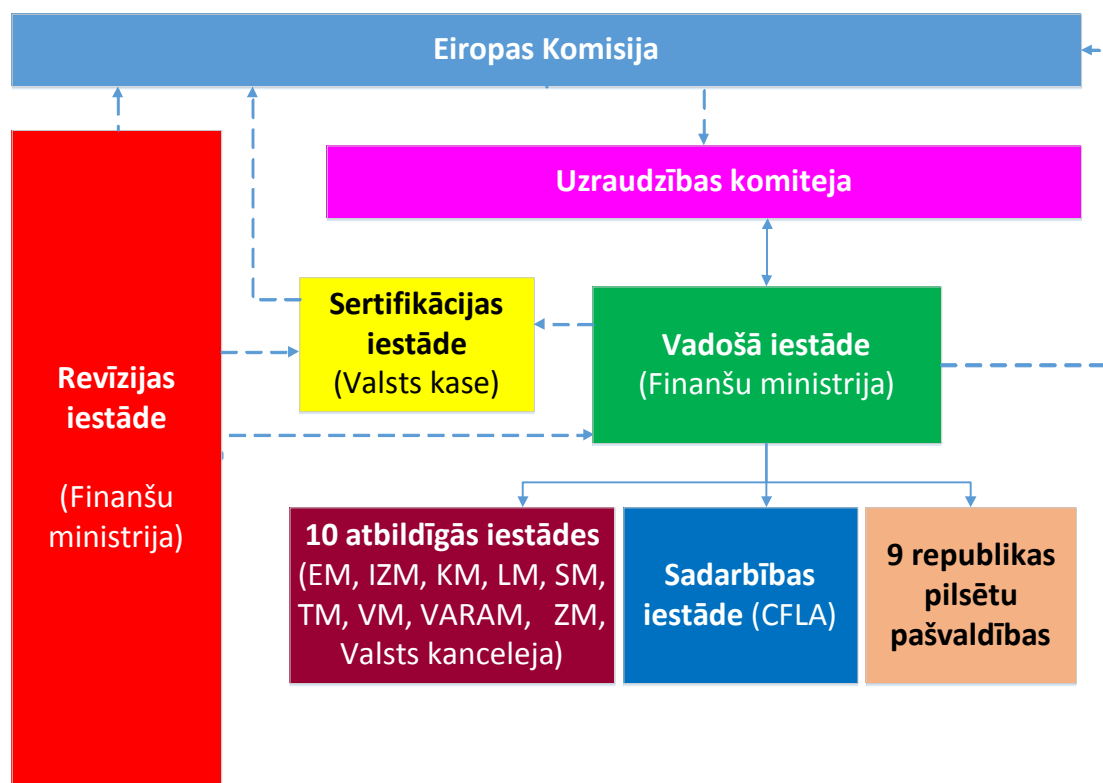 Eiropas Komisija
Uzraudzības komiteja
Sertifikācijas
iestāde
(Valsts kase)
Vadošā iestāde
(Finanšu ministrija)
Revīzijas
iestāde
(Finanšu
ministrija)
10 atbildīgās iestādes
(EM, IZM, KM, LM, SM,
TM, VM, VARAM, ZM,
Valsts kanceleja)
Sadarbības
iestāde (CFLA)
9 republikas
pilsētu
pašvaldības